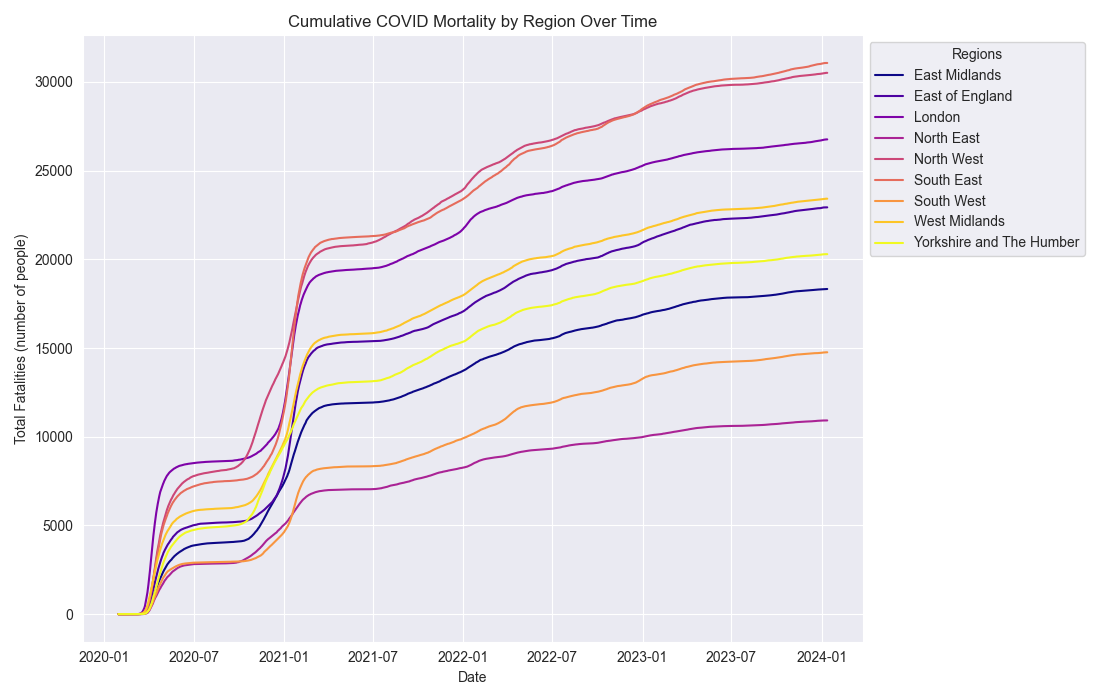 Cumulative COVID Mortality by Region Over Time
Total Fatalities (number of people)
30000
25000
20000
15000
10000
5000
0
2020-01 2020-07 2021-01 2021-07 2022-01 2022-07 2023-01 2023-07 2024-01
Date
Regions
East Midlands
East of England
London
North East
North West
South East
South West
West Midlands
Yorkshire and The Humber